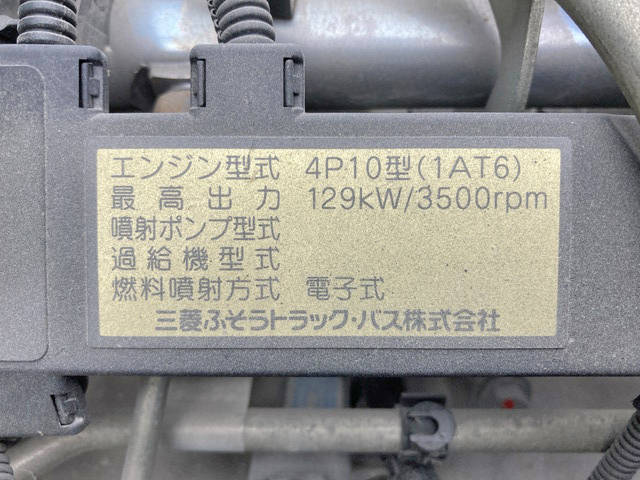 エンジン型式 4P10型(1AT6)
最高出力 129kW/3500rpm
噴射ポンプ型式
過給機型式
燃料噴射方式 電子式
三菱ふそうトラック・バス株式会社